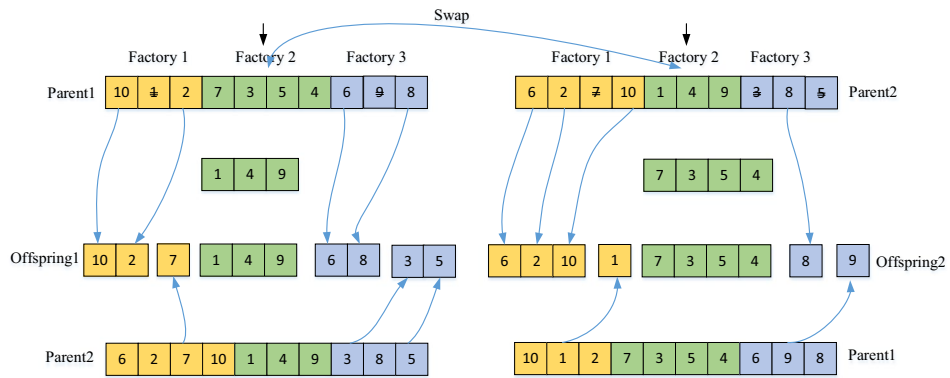 Swap
Factory 1 Factory 2 Factory 3 Factory 1 Factory 2 Factory 3
Parent1 10 1 2 7 3 5 4 6 9 8 6 2 7 10 1 4 9 3 8 5 Parent2
1 4 9 7 3 5 4
Offspring1 10 2 7 1 4 9 6 8 3 5 6 2 10 1 7 3 5 4 8 9 Offspring2
Parent2 6 2 7 10 1 4 9 3 8 5 10 1 2 7 3 5 4 6 9 8 Parent1